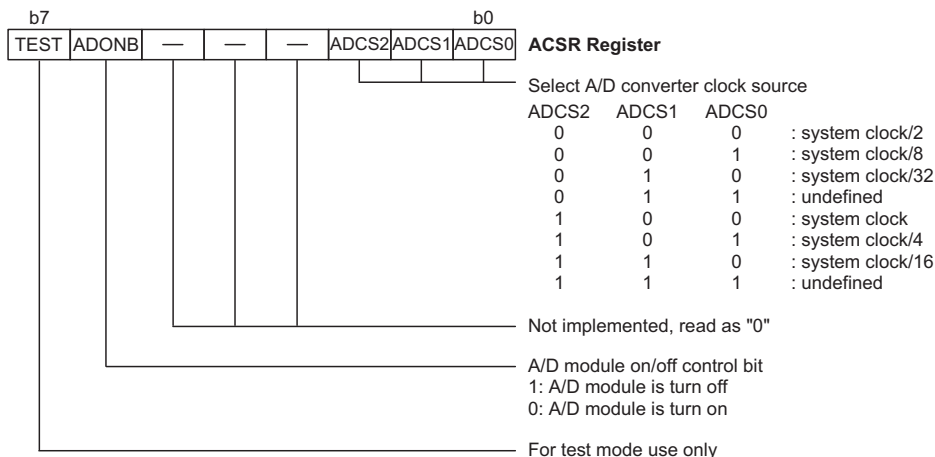 b7 b0
TEST ADONB — — — ADCS2 ADCS1 ADCS0 ACSR Register
Select A/D converter clock source
ADCS2 ADCS1 ADCS0
0 0 0 : system clock/2
0 0 1 : system clock/8
0 1 0 : system clock/32
0 1 1 : undefined
1 0 0 : system clock
1 0 1 : system clock/4
1 1 0 : system clock/16
1 1 1 : undefined
Not implemented, read as "0"
A/D module on/off control bit
1: A/D module is turn off
0: A/D module is turn on
For test mode use only